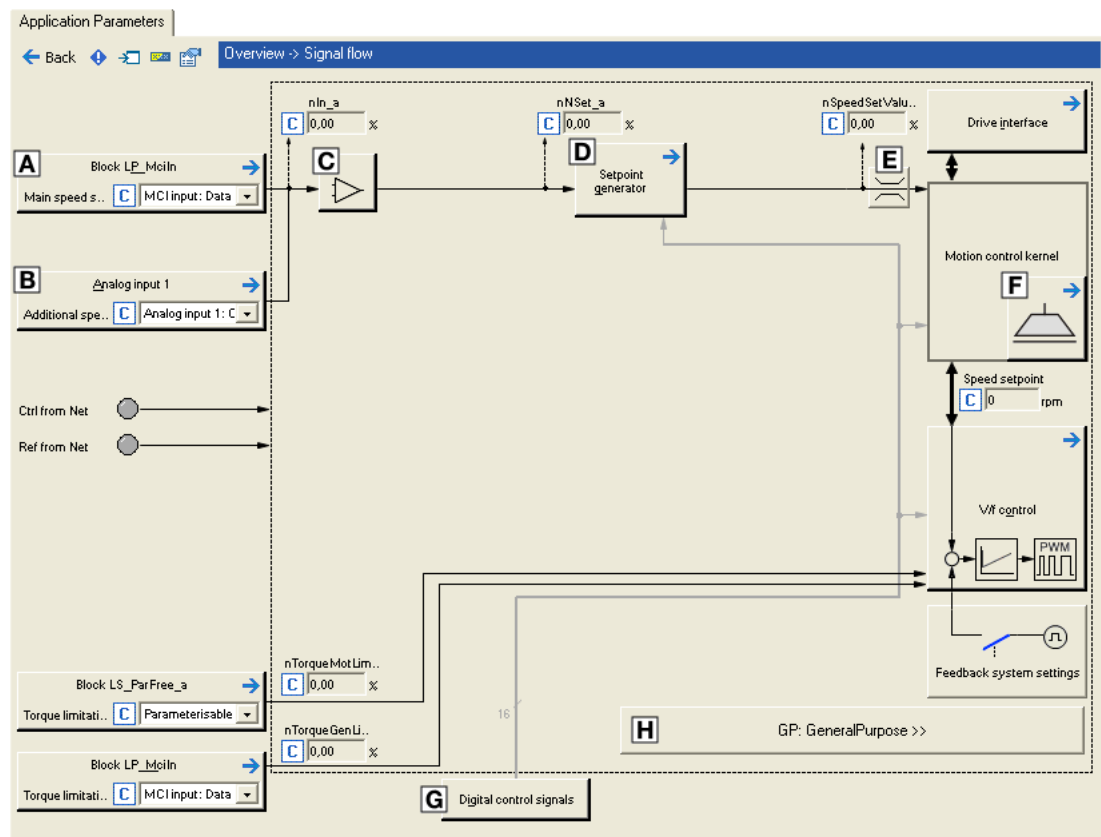 Application Parameters
Back
Overview -> Signal flow
nIn_a
C 0,00 %
nNSet_a
C 0,00 %
nSpeedSetValu..
C 0,00 %
Drive interface
A
Block LP_MciIn
Main speed s.. C MCI input: Data
C
D
Setpoint
generator
E
B
Analog input 1
Additional spe.. C Analog input 1: C
Motion control kernel
F
Ctrl from Net
Ref from Net
Speed setpoint
C 0 rpm
V/f control
PWM
Feedback system settings
Block LS_ParFree_a
Torque limitati.. C Parameterisable
nTorqueMotLim..
C 0,00 %
nTorqueGenLi..
C 0,00 %
Block LP_MciIn
Torque limitati.. C MCI input: Data
16
H GP: GeneralPurpose >>
G Digital control signals